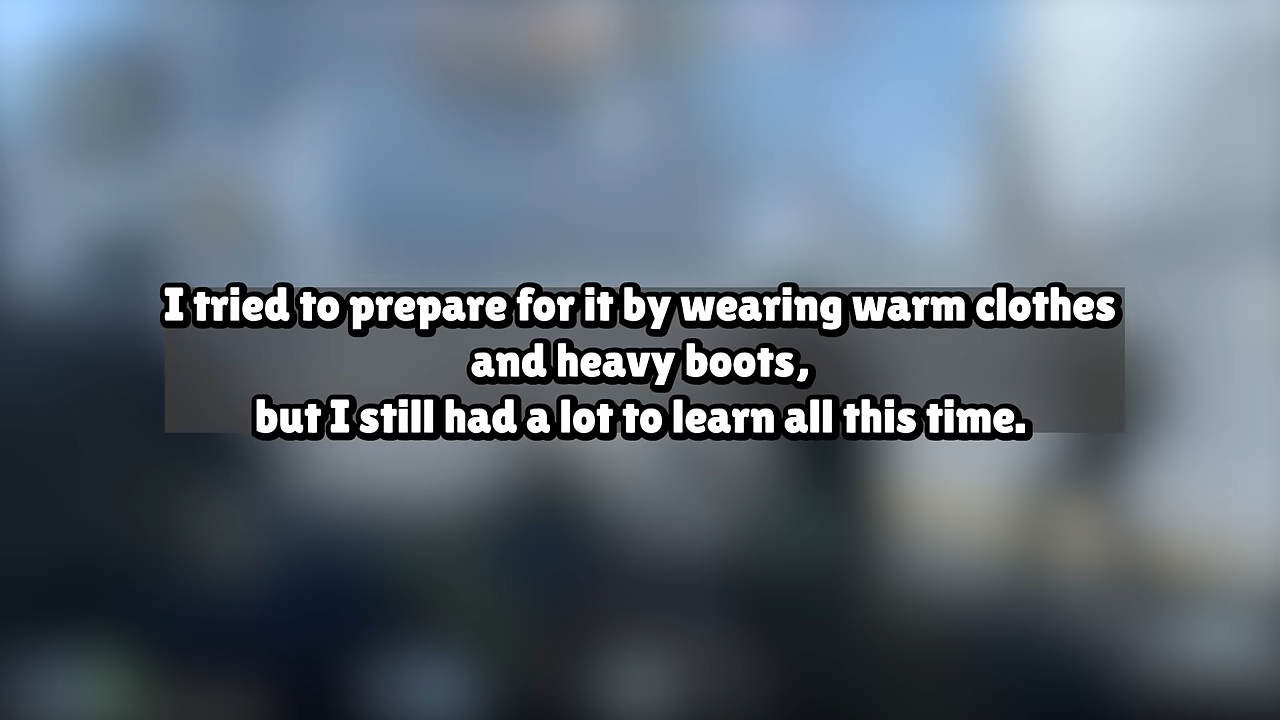 I tried to prepare for it by wearing warm clothes
and heavy boots,
but I still had a lot to learn all this time.